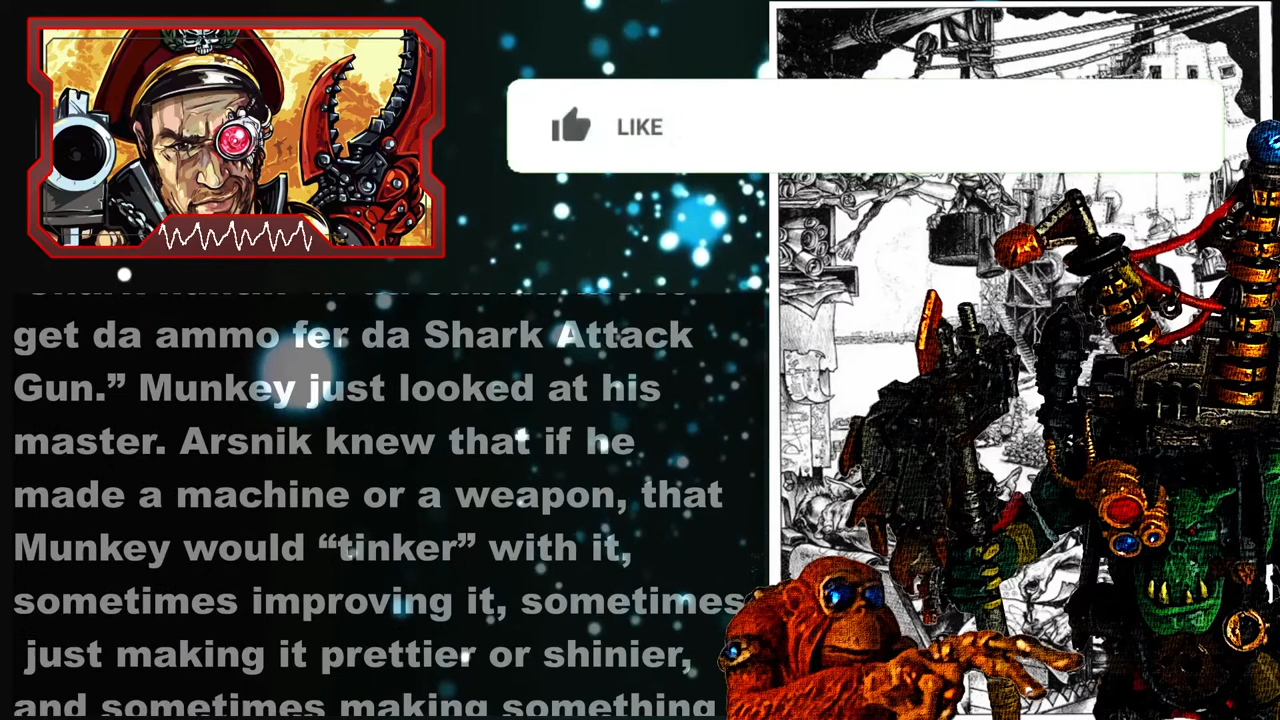 LIKE
get da ammo fer da Shark Attack
Gun.” Munkey just looked at his
master. Arsnik knew that if he
made a machine or a weapon, that
Munkey would “tinker” with it,
sometimes improving it, sometimes
just making it prettier or shinier,
and sometimes making something